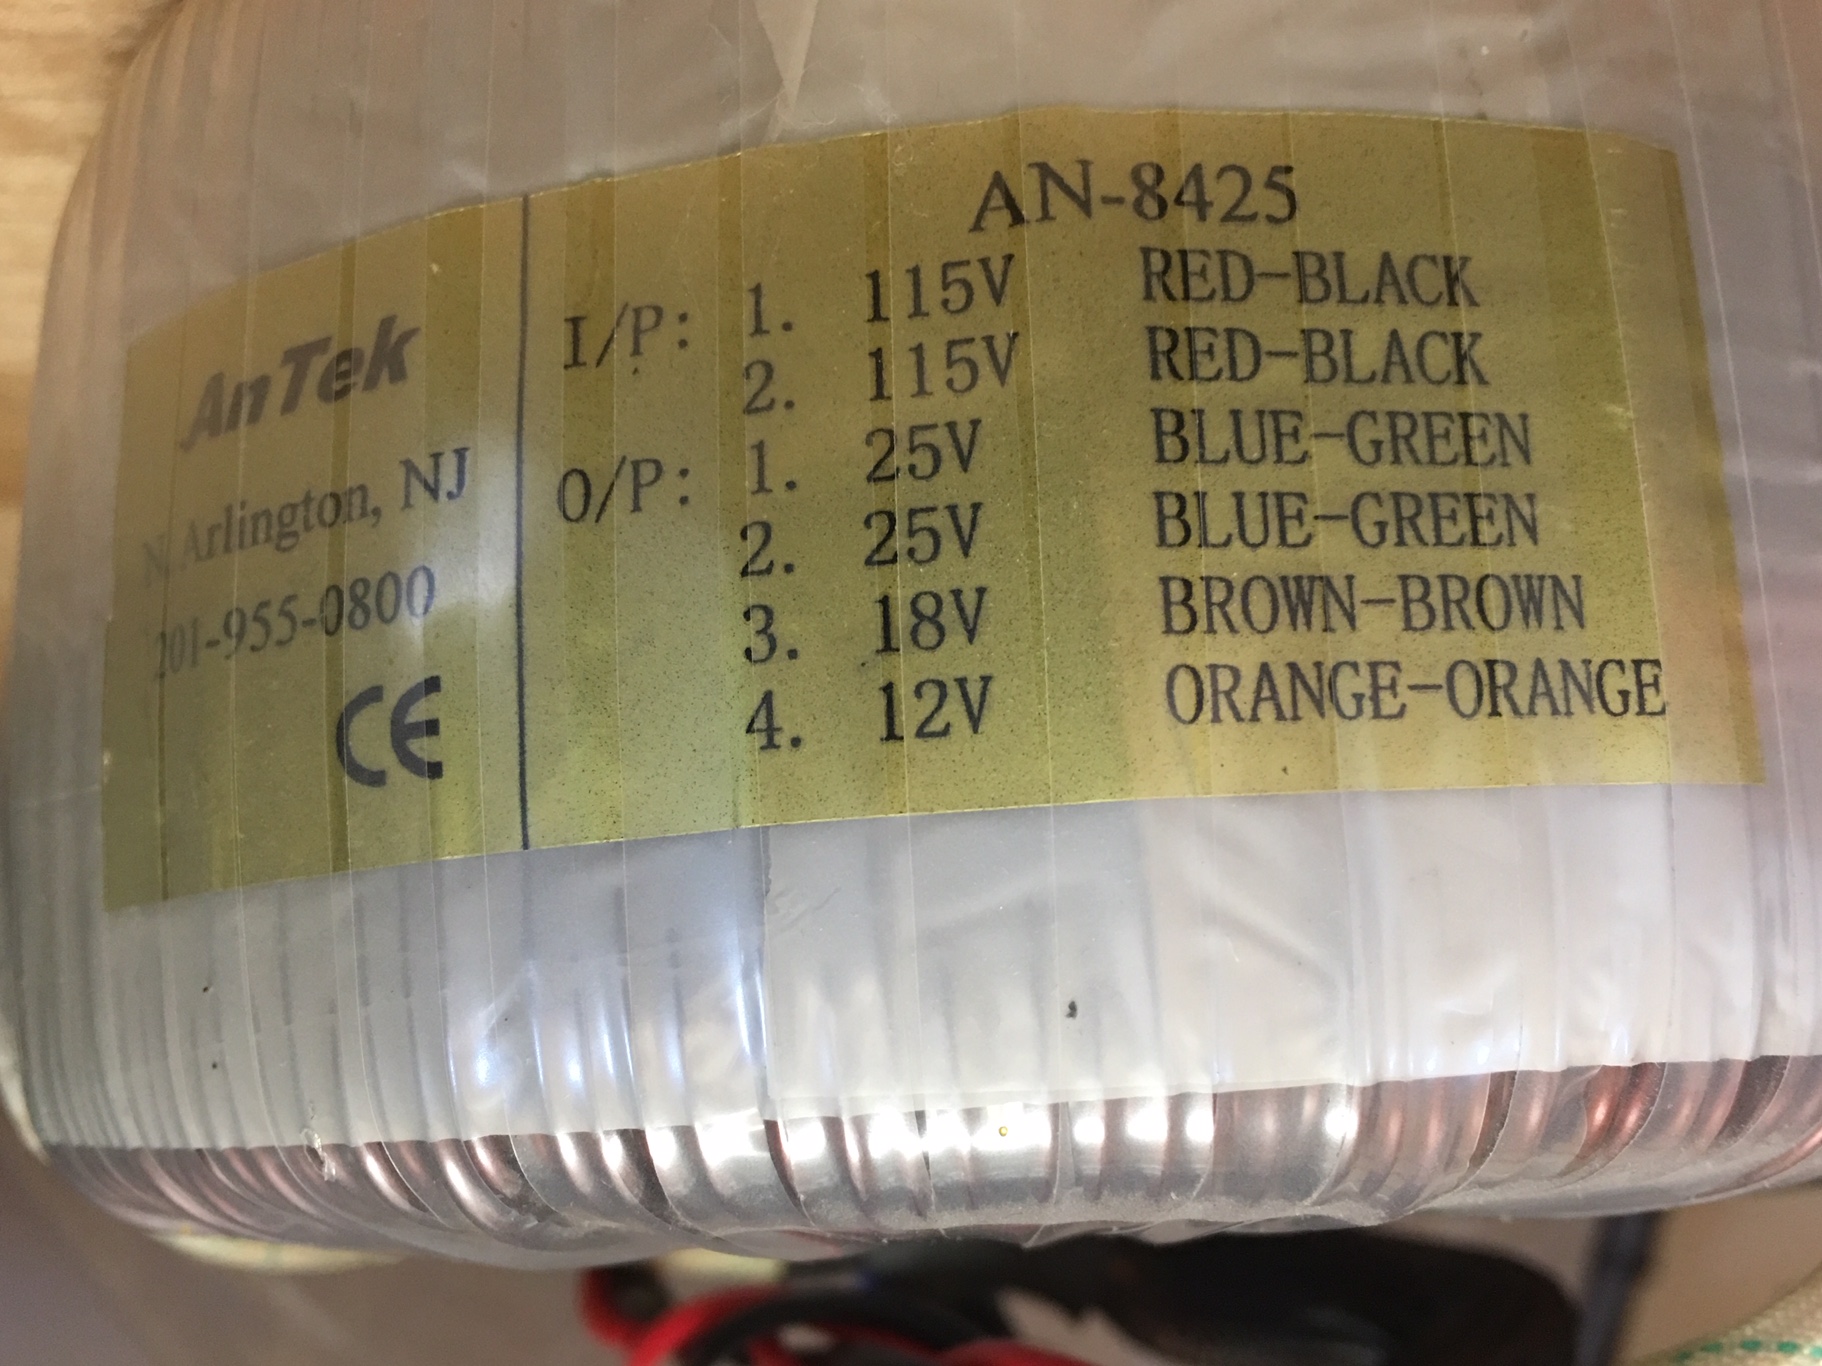 AnTek
N. Arlington, NJ
201-955-0800
CE
AN-8425
I/P: 1. 115V RED-BLACK
2. 115V RED-BLACK
O/P: 1. 25V BLUE-GREEN
2. 25V BLUE-GREEN
3. 18V BROWN-BROWN
4. 12V ORANGE-ORANGE